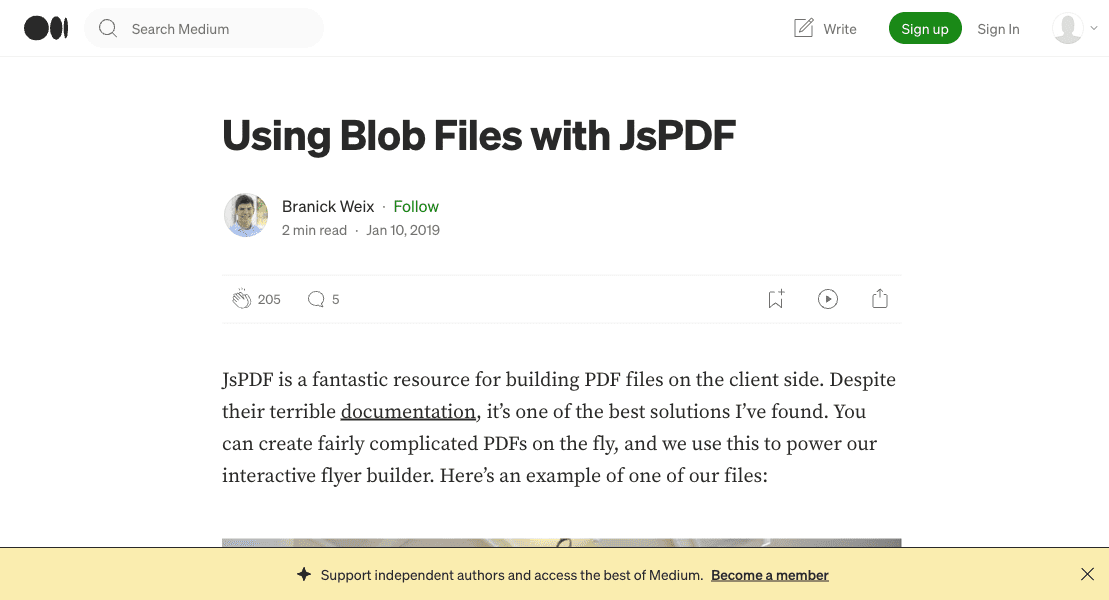 Search Medium
Write
Sign up
Sign In
Using Blob Files with JsPDF
Branick Weix · Follow
2 min read · Jan 10, 2019
205
5
JsPDF is a fantastic resource for building PDF files on the client side. Despite
their terrible documentation, it’s one of the best solutions I’ve found. You
can create fairly complicated PDFs on the fly, and we use this to power our
interactive flyer builder. Here’s an example of one of our files:
Support independent authors and access the best of Medium. Become a member